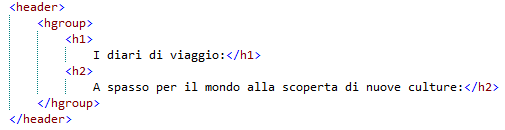 <header>
<hgroup>
<h1>
I diari di viaggio:</h1>
<h2>
A spasso per il mondo alla scoperta di nuove culture:</h2>
</hgroup>
</header>